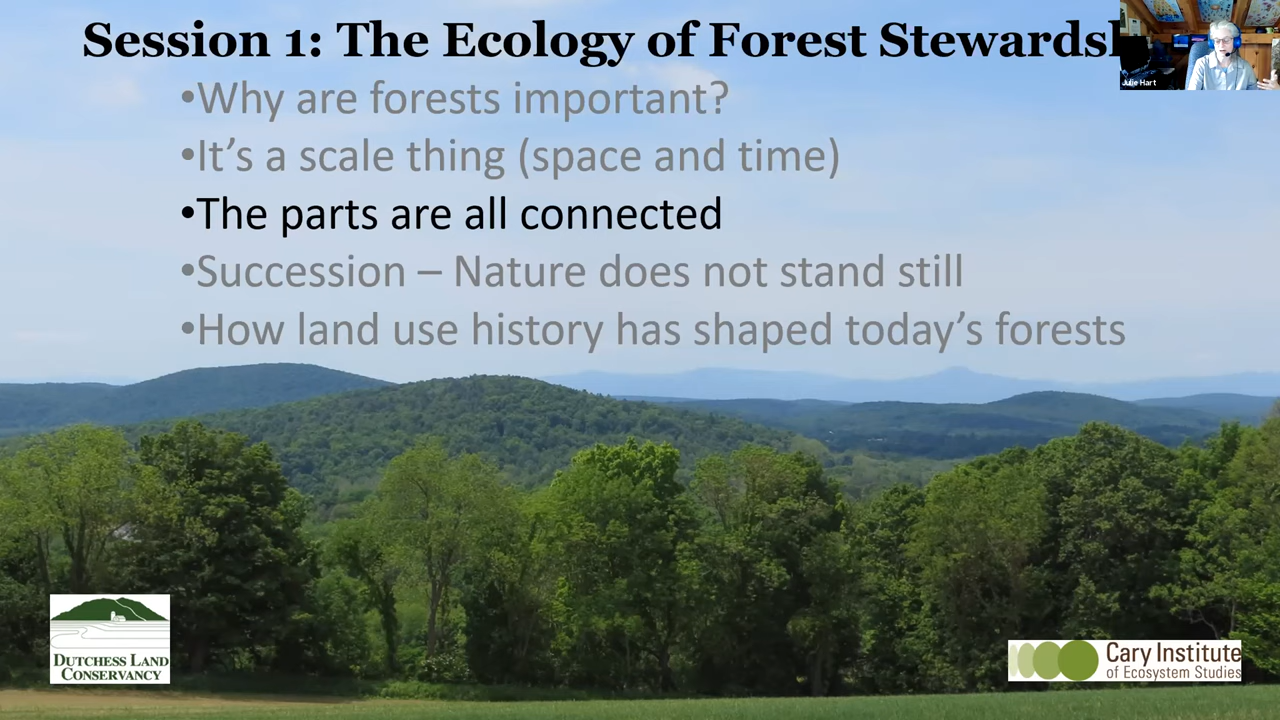 Session 1: The Ecology of Forest
Julie Hart
•Why are forests important?
•It's a scale thing (space and time)
•The parts are all connected
•Succession – Nature does not stand still
•How land use history has shaped today's forests
DUTCHESS LAND
CONSERVANCY
Cary Institute
of Ecosystem Studies